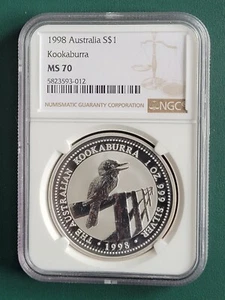 1998 Australia S$1
Kookaburra
MS 70
5823593-012
NUMISMATIC GUARANTY CORPORATION
NGC
THE AUSTRALIAN KOOKABURRA 1 OZ 999 SILVER
· 1998 ·